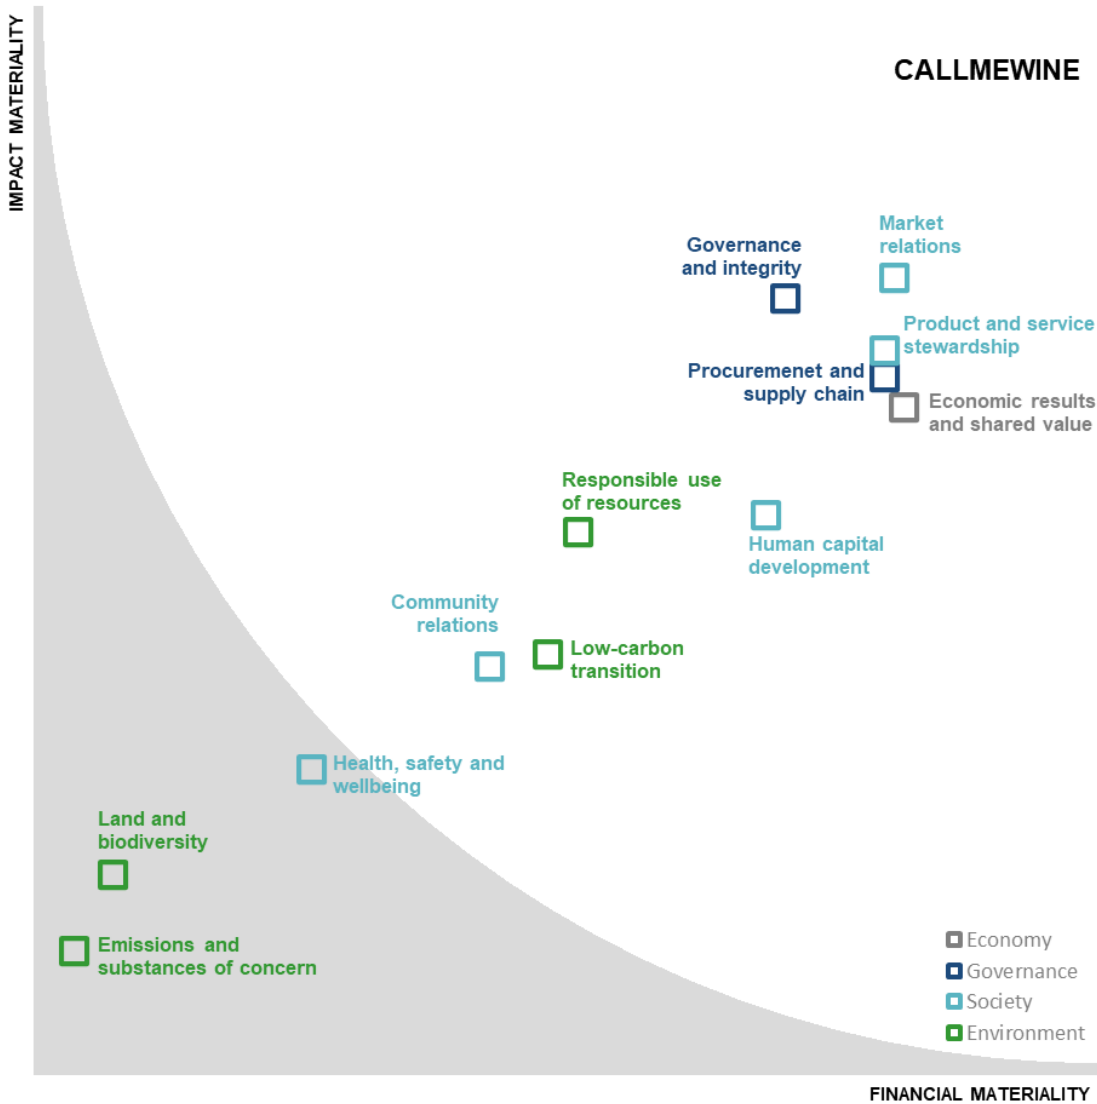 IMPACT MATERIALITY
CALLMEWINE
Market
relations
Governance
and integrity
Product and service
stewardship
Procuremenet and
supply chain
Economic results
and shared value
Responsible use
of resources
Human capital
development
Community
relations
Low-carbon
transition
Health, safety and
wellbeing
Land and
biodiversity
Emissions and
substances of concern
Economy
Governance
Society
Environment
FINANCIAL MATERIALITY